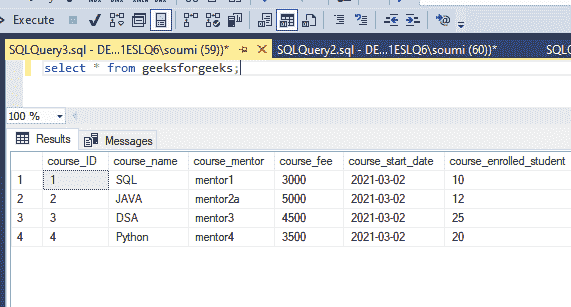 Execute
SQLQuery3.sql - DE...1ESLQ6\soumi (59))* SQLQuery2.sql - DE...1ESLQ6\soumi (60))* SQLQ
select * from geeksforgeeks;
100 %
Results Messages
course_ID course_name course_mentor course_fee course_start_date course_enrolled_student
1 1 SQL mentor1 3000 2021-03-02 10
2 2 JAVA mentor2a 5000 2021-03-02 12
3 3 DSA mentor3 4500 2021-03-02 25
4 4 Python mentor4 3500 2021-03-02 20